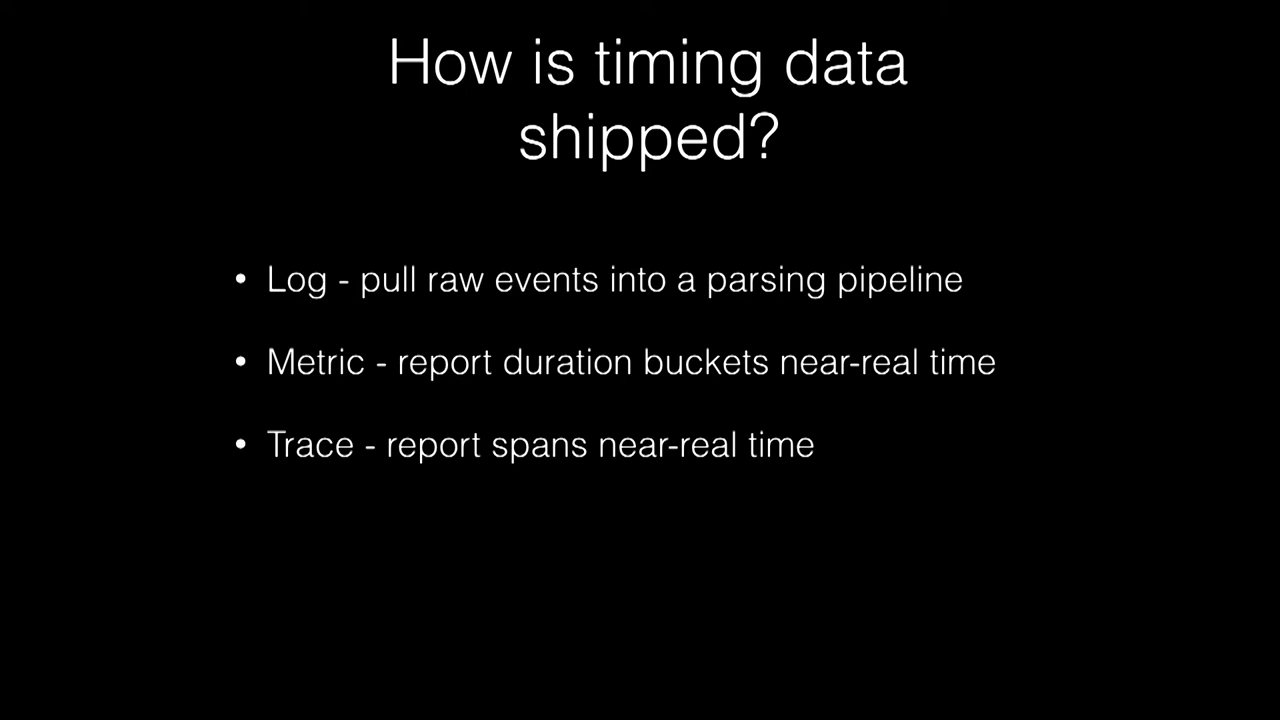 How is timing data
shipped?
• Log - pull raw events into a parsing pipeline
• Metric - report duration buckets near-real time
• Trace - report spans near-real time